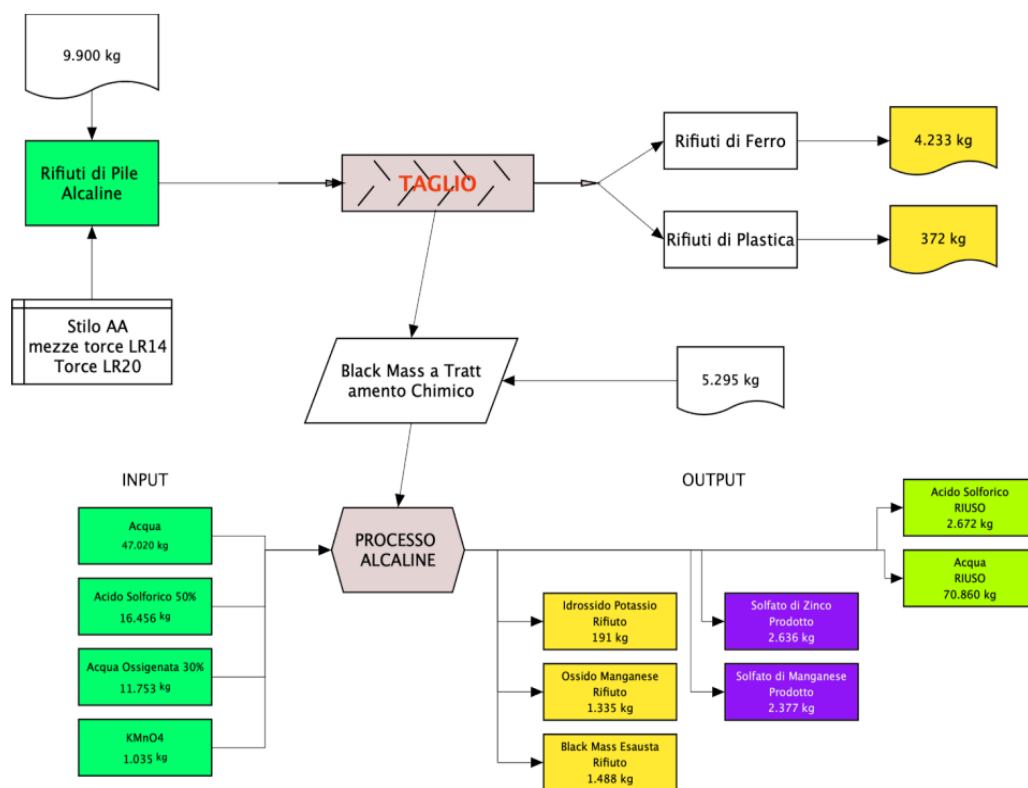 9.900 kg
Rifiuti di Pile
Alcaline
Stilo AA
mezze torce LR14
Torce LR20
TAGLIO
Rifiuti di Ferro
4.233 kg
Rifiuti di Plastica
372 kg
Black Mass a Tratt
amento Chimico
5.295 kg
INPUT
OUTPUT
Acqua
47.020 kg
Acido Solforico 50%
16.456 kg
Acqua Ossigenata 30%
11.753 kg
KMnO4
1.035 kg
PROCESSO
ALCALINE
Idrossido Potassio
Rifiuto
191 kg
Ossido Manganese
Rifiuto
1.335 kg
Black Mass Esausta
Rifiuto
1.488 kg
Solfato di Zinco
Prodotto
2.636 kg
Solfato di Manganese
Prodotto
2.377 kg
Acido Solforico
RIUSO
2.672 kg
Acqua
RIUSO
70.860 kg